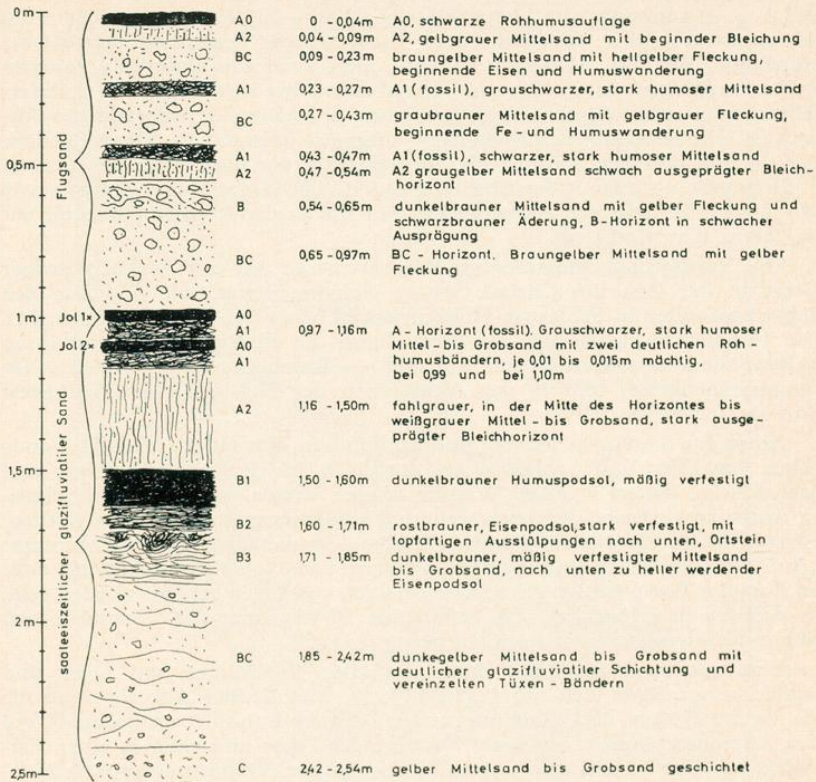 0m
A0 0 - 0,04m A0, schwarze Rohhumusauflage
A2 0,04 - 0,09m A2, gelbgrauer Mittelsand mit beginnder Bleichung
BC 0,09 - 0,23m braungelber Mittelsand mit hellgelber Fleckung,
beginnende Eisen und Humuswanderung
A1 0,23 - 0,27m A1 (fossil), grauschwarzer, stark humoser Mittelsand
BC 0,27 - 0,43m graubrauner Mittelsand mit gelbgrauer Fleckung,
beginnende Fe- und Humuswanderung
Flugsand
0,5m
A1 0,43 - 0,47m A1 (fossil), schwarzer, stark humoser Mittelsand
A2 0,47 - 0,54m A2 graugelber Mittelsand schwach ausgeprägter Bleich-
horizont
B 0,54 - 0,65m dunkelbrauner Mittelsand mit gelber Fleckung und
schwarzbrauner Äderung, B-Horizont in schwacher
Ausprägung
BC 0,65 - 0,97m BC - Horizont. Braungelber Mittelsand mit gelber
Fleckung
1m
Jol 1×
A0
A1 0,97 - 1,16m A - Horizont (fossil). Grauschwarzer, stark humoser
Jol 2× A0 Mittel- bis Grobsand mit zwei deutlichen Roh-
A1 humusbändern, je 0,01 bis 0,015m mächtig,
bei 0,99 und bei 1,10m
A2 1,16 - 1,50m fahlgrauer, in der Mitte des Horizontes bis
weißgrauer Mittel - bis Grobsand, stark ausge-
prägter Bleichhorizont
1,5m
saaleeiszeitlicher glazifluviatiler Sand
B1 1,50 - 1,60m dunkelbrauner Humuspodsol, mäßig verfestigt
B2 1,60 - 1,71m rostbrauner, Eisenpodsol, stark verfestigt, mit
topfartigen Ausstülpungen nach unten, Ortstein
B3 1,71 - 1,85m dunkelbrauner, mäßig verfestigter Mittelsand
bis Grobsand, nach unten zu heller werdender
Eisenpodsol
2m
BC 1,85 - 2,42m dunkegelber Mittelsand bis Grobsand mit
deutlicher glazifluviatiler Schichtung und
vereinzelten Tüxen - Bändern
C 2,42 - 2,54m gelber Mittelsand bis Grobsand geschichtet
2,5m